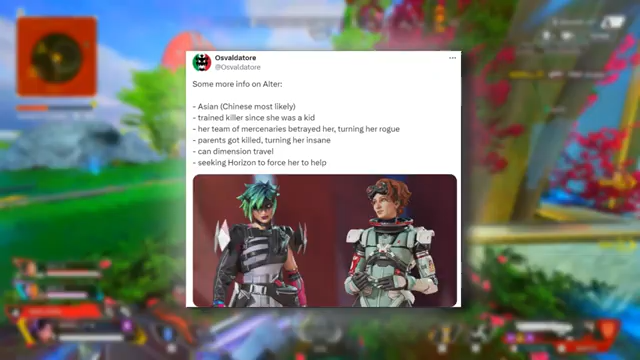 Osvaldatore
@Osvaldatore
Some more info on Alter:
- Asian (Chinese most likely)
- trained killer since she was a kid
- her team of mercenaries betrayed her, turning her rogue
- parents got killed, turning her insane
- can dimension travel
- seeking Horizon to force her to help